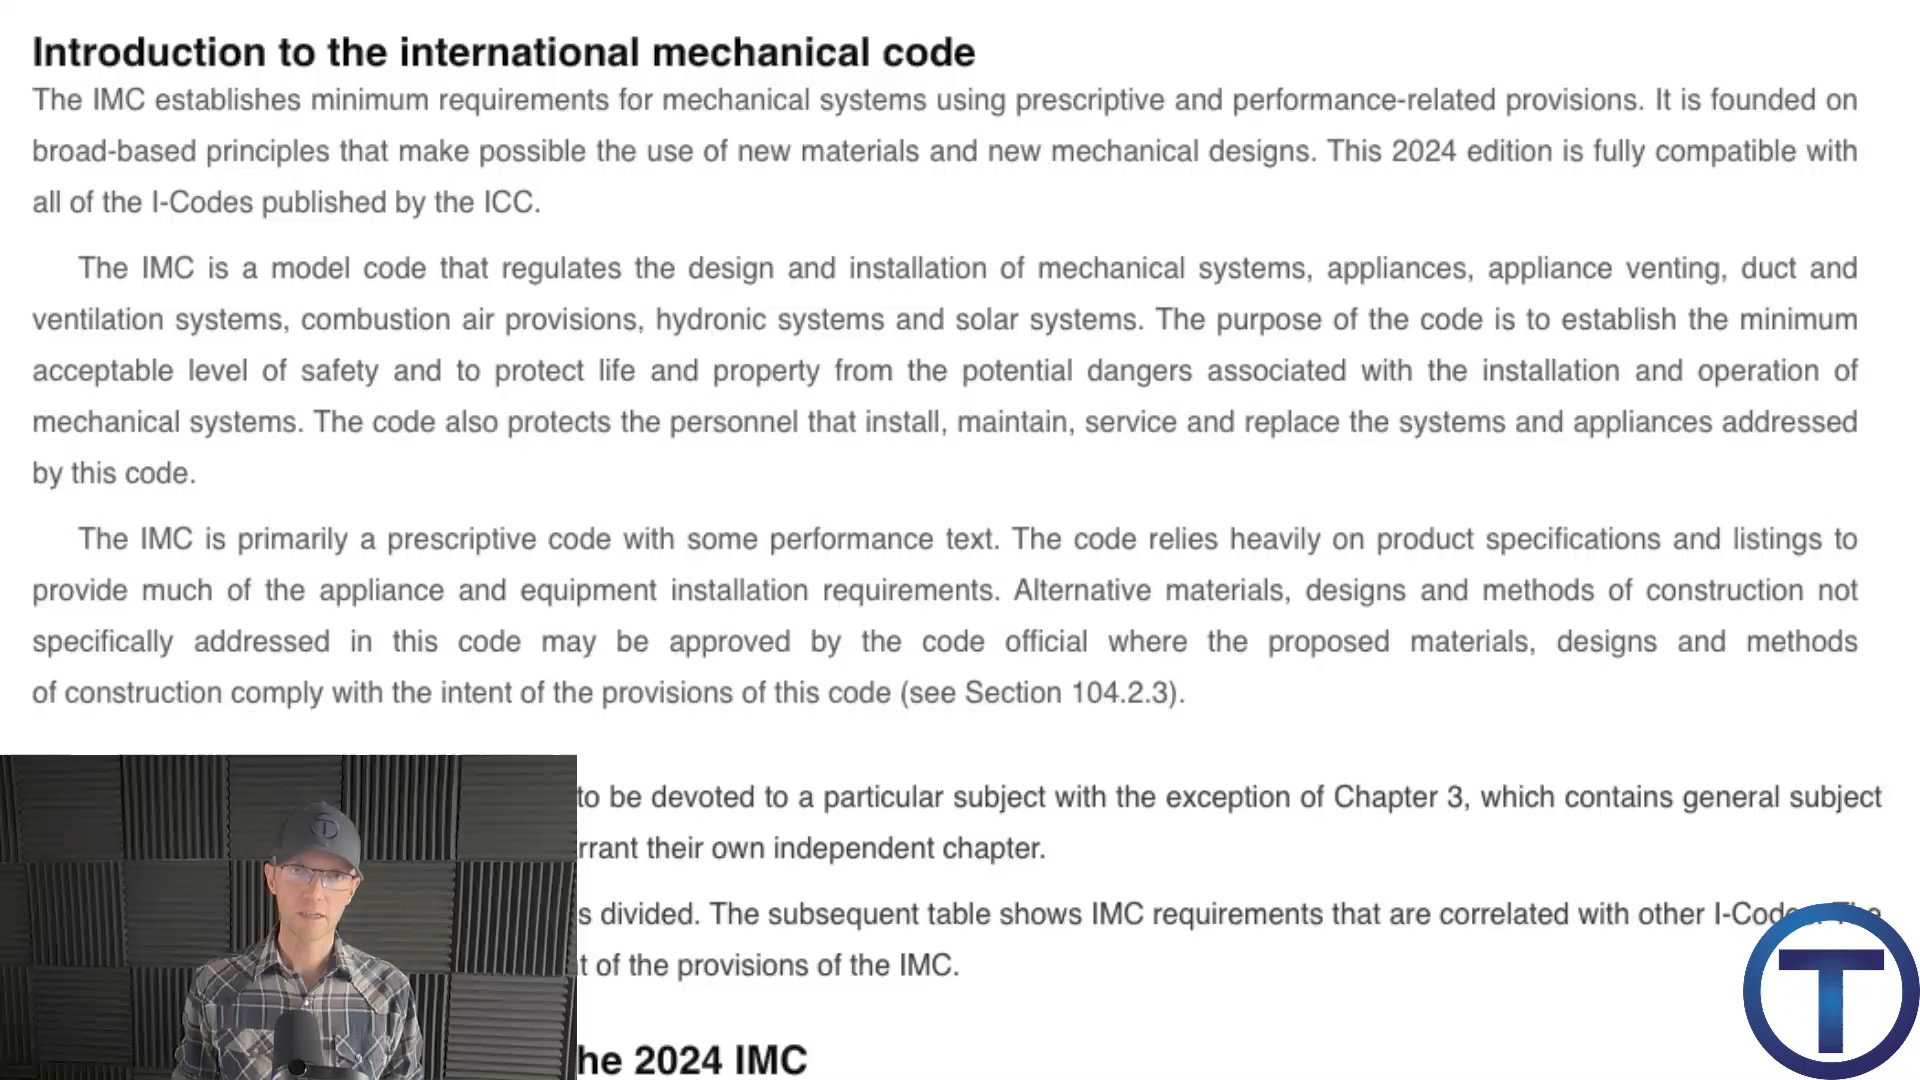 Introduction to the international mechanical code
The IMC establishes minimum requirements for mechanical systems using prescriptive and performance-related provisions. It is founded on
broad-based principles that make possible the use of new materials and new mechanical designs. This 2024 edition is fully compatible with
all of the I-Codes published by the ICC.
The IMC is a model code that regulates the design and installation of mechanical systems, appliances, appliance venting, duct and
ventilation systems, combustion air provisions, hydronic systems and solar systems. The purpose of the code is to establish the minimum
acceptable level of safety and to protect life and property from the potential dangers associated with the installation and operation of
mechanical systems. The code also protects the personnel that install, maintain, service and replace the systems and appliances addressed
by this code.
The IMC is primarily a prescriptive code with some performance text. The code relies heavily on product specifications and listings to
provide much of the appliance and equipment installation requirements. Alternative materials, designs and methods of construction not
specifically addressed in this code may be approved by the code official where the proposed materials, designs and methods
of construction comply with the intent of the provisions of this code (see Section 104.2.3).
to be devoted to a particular subject with the exception of Chapter 3, which contains general subject
rrant their own independent chapter.
s divided. The subsequent table shows IMC requirements that are correlated with other
t of the provisions of the IMC.
he 2024 IMC
T
T